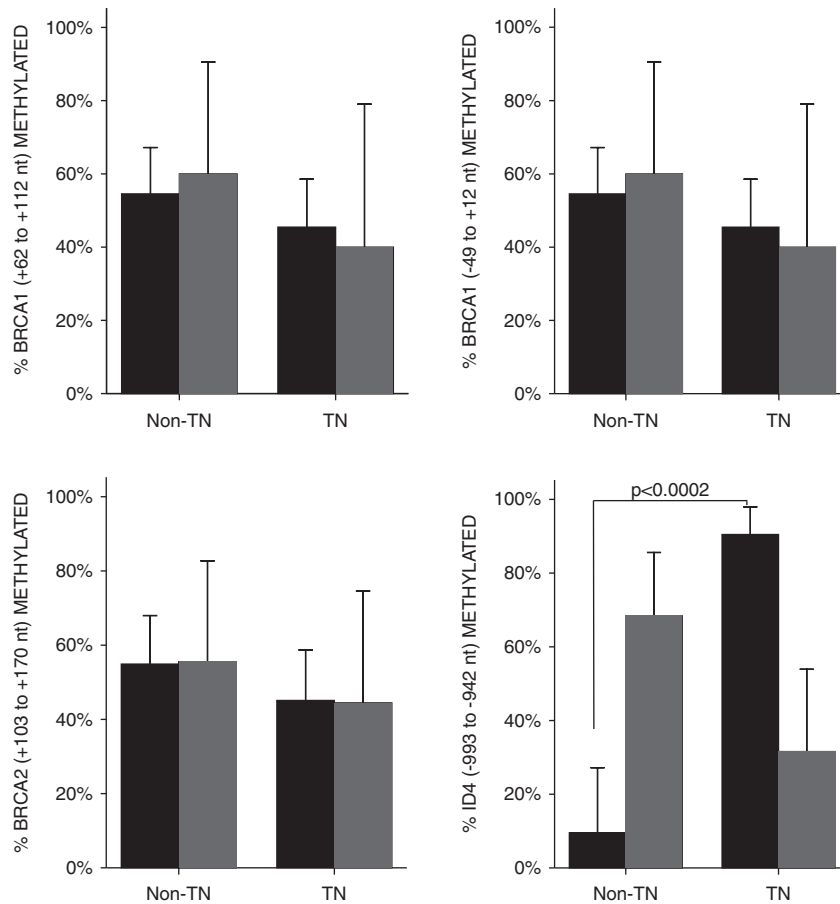 % BRCA1 (+62 to +112 nt) METHYLATED
100%
80%
60%
40%
20%
0%
Non-TN
TN
% BRCA1 (-49 to +12 nt) METHYLATED
100%
80%
60%
40%
20%
0%
Non-TN
TN
% BRCA2 (+103 to +170 nt) METHYLATED
100%
80%
60%
40%
20%
0%
Non-TN
TN
% ID4 (-993 to -942 nt) METHYLATED
100%
80%
60%
40%
20%
0%
p<0.0002
Non-TN
TN